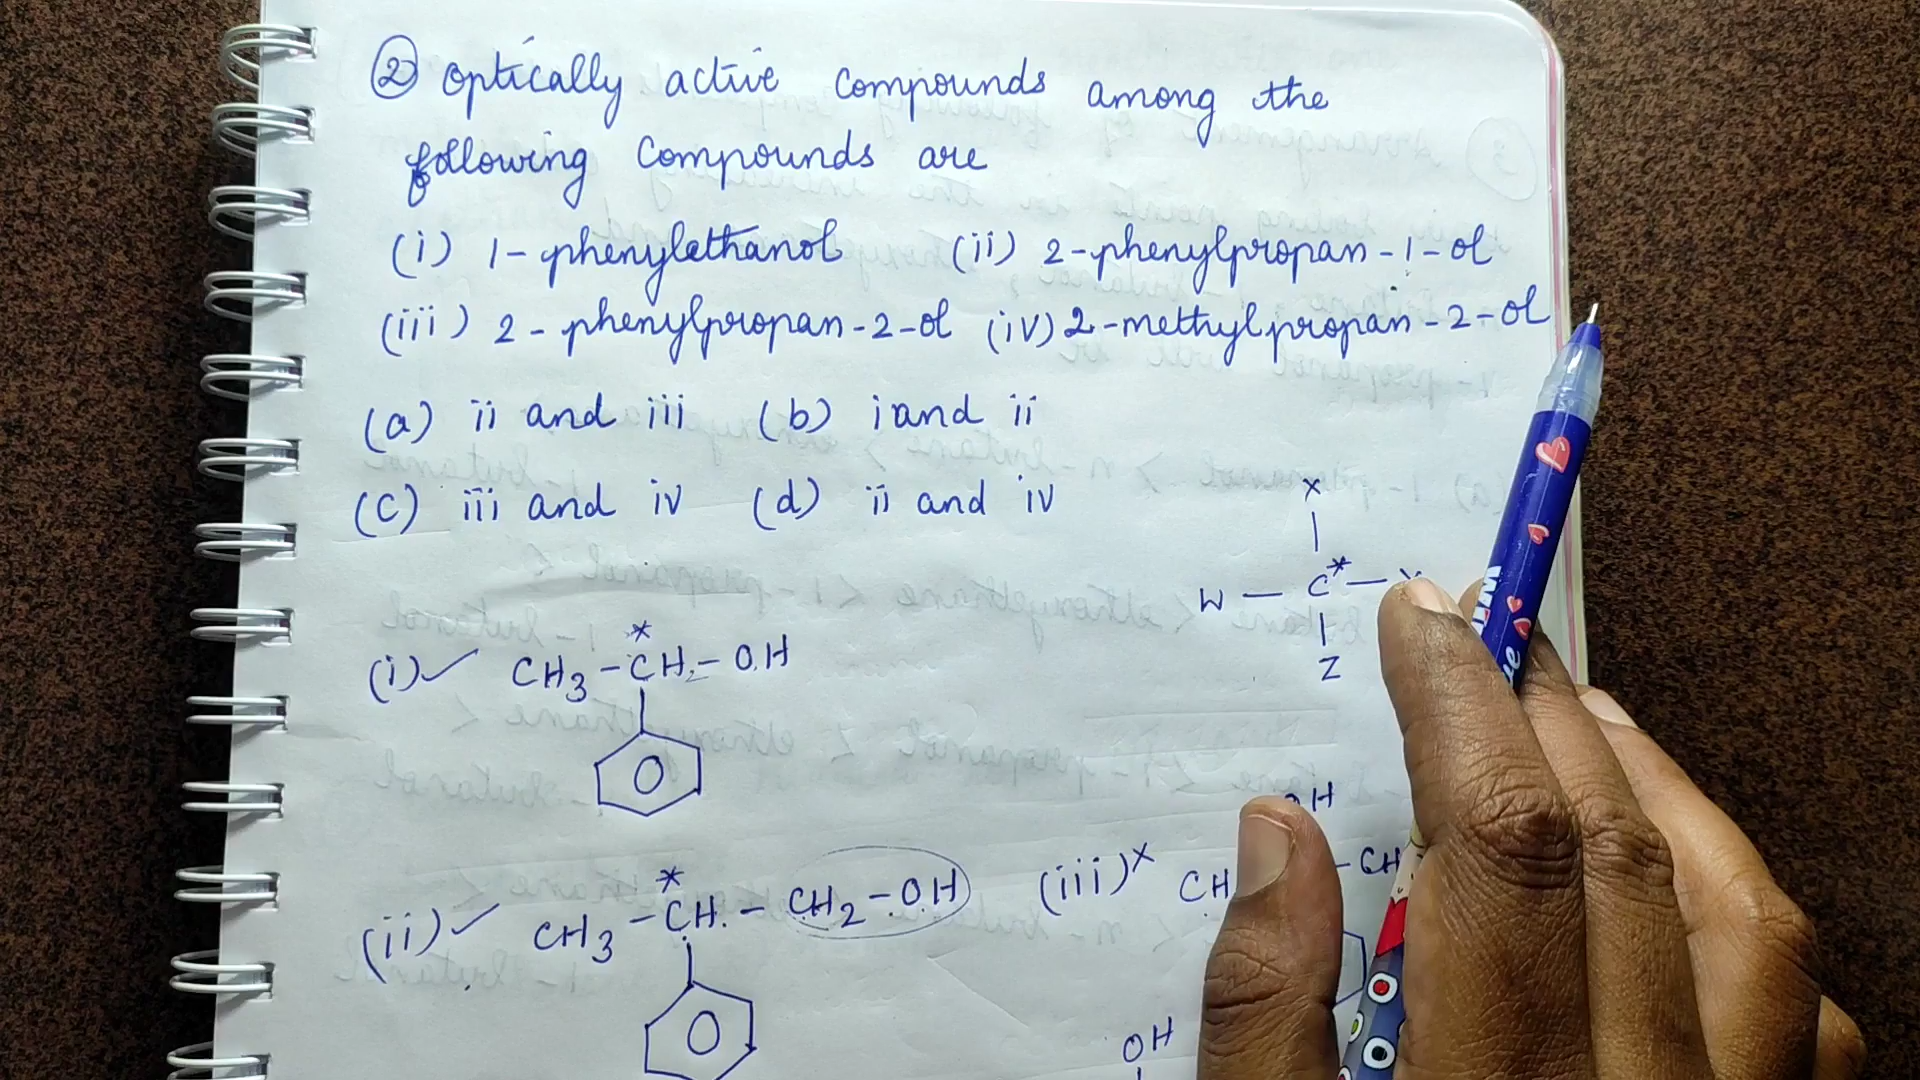 ② Optically active compounds among the
following compounds are
(i) 1-phenylethanol (ii) 2-phenylpropan-1-ol
(iii) 2-phenylpropan-2-ol (iv) 2-methylpropan-2-ol
(a) ii and iii (b) i and ii
(c) iii and iv (d) ii and iv
X
W — C* —
Z
(i) ✓ CH3 - *CH - OH
OH
(ii) ✓ CH3 - *CH - CH2 - OH (iii) x CH - CH
OH